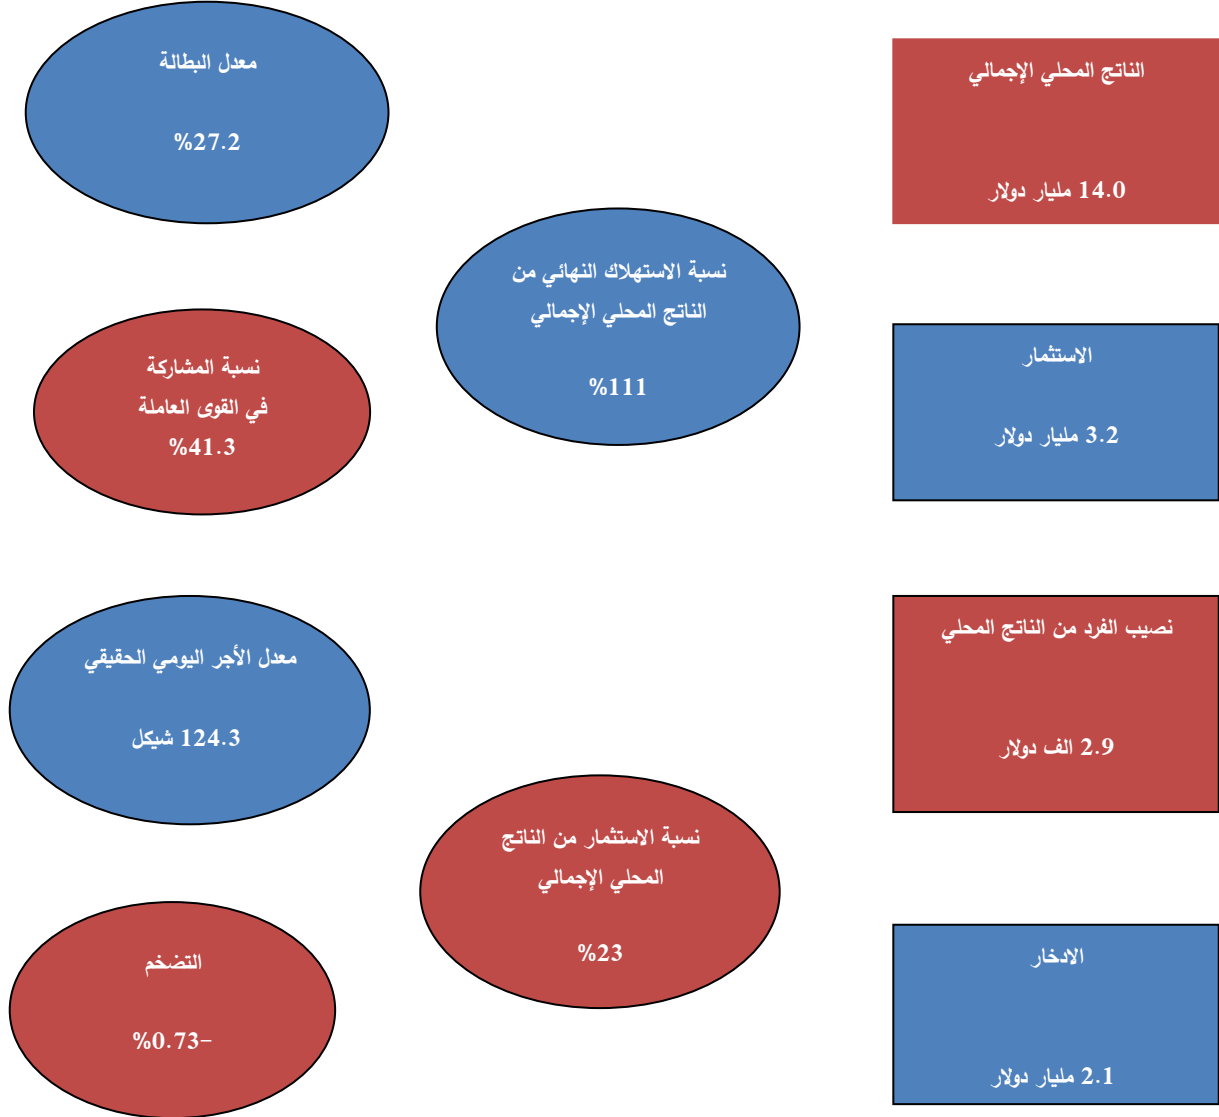 الناتج المحلي الإجمالي
14.0 مليار دولار
معدل البطالة
%27.2
نسبة الاستهلاك النهائي من
الناتج المحلي الإجمالي
%111
الاستثمار
3.2 مليار دولار
نسبة المشاركة
في القوى العاملة
%41.3
نصيب الفرد من الناتج المحلي
2.9 الف دولار
معدل الأجر اليومي الحقيقي
124.3 شيكل
نسبة الاستثمار من الناتج
المحلي الإجمالي
%23
الادخار
2.1 مليار دولار
التضخم
%0.73-